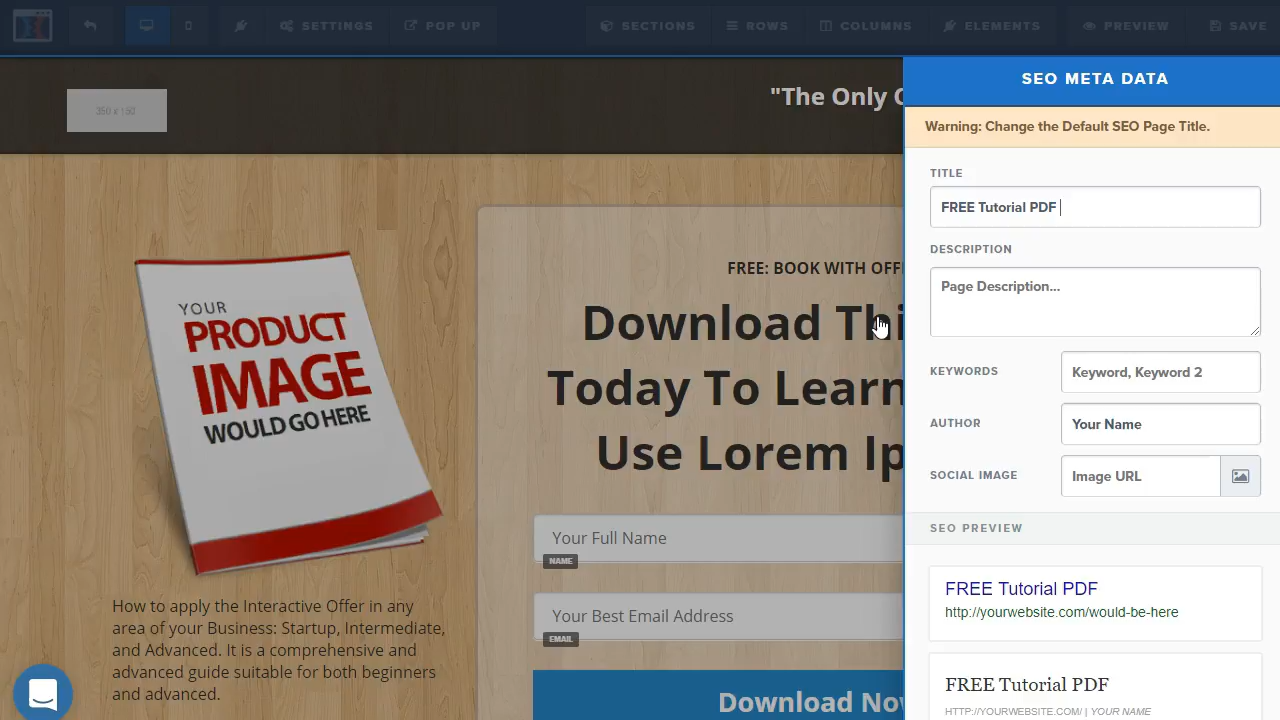 SETTINGS
POP UP
SECTIONS
ROWS
COLUMNS
ELEMENTS
PREVIEW
SAVE
350 x 150
"The Only
SEO META DATA
Warning: Change the Default SEO Page Title.
TITLE
FREE Tutorial PDF
DESCRIPTION
Page Description...
KEYWORDS
Keyword, Keyword 2
AUTHOR
Your Name
SOCIAL IMAGE
Image URL
SEO PREVIEW
FREE Tutorial PDF
http://yourwebsite.com/would-be-here
FREE Tutorial PDF
HTTP://YOURWEBSITE.COM/ | YOUR NAME
YOUR
PRODUCT
IMAGE
WOULD GO HERE
How to apply the Interactive Offer in any
area of your Business: Startup, Intermediate,
and Advanced. It is a comprehensive and
advanced guide suitable for both beginners
and advanced.
FREE: BOOK WITH OFF
Download Thi
Today To Learn
Use Lorem Ip
Your Full Name
NAME
Your Best Email Address
EMAIL
Download No